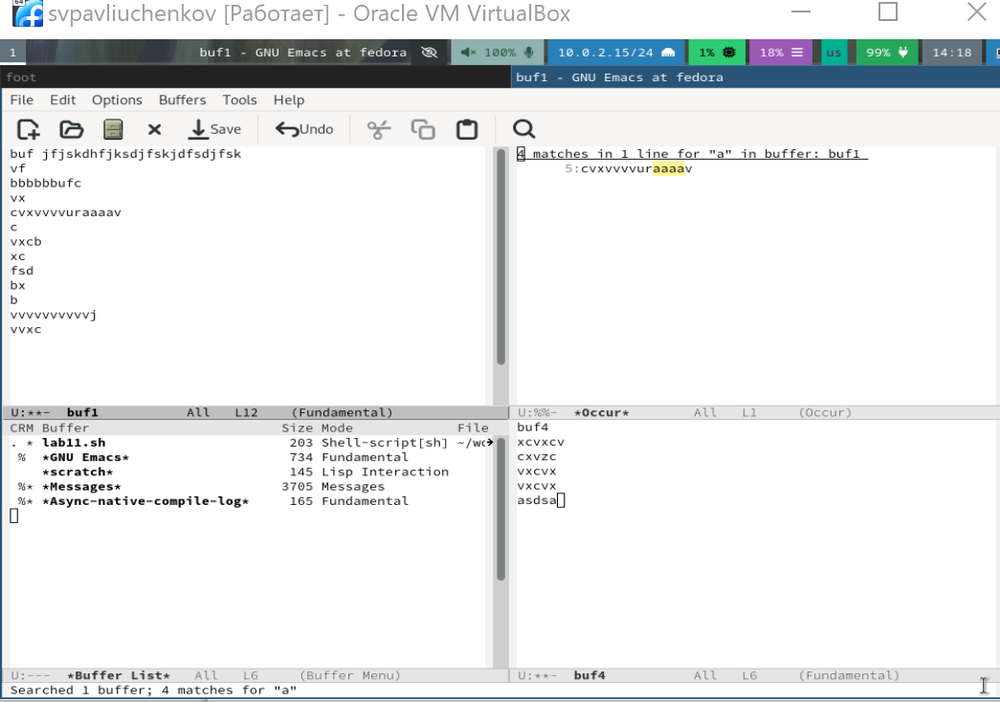 svpavliuchenkov [Работает] - Oracle VM VirtualBox
1 buf1 - GNU Emacs at fedora 100% 10.0.2.15/24 1% 18% us 99% 14:18
foot
buf1 - GNU Emacs at fedora
File Edit Options Buffers Tools Help
Save Undo
buf jfjskdhfjksdjfskjdfsdjfsk
vf
bbbbbbufc
vx
cvxvvvvuraaaav
c
vxcb
xc
fsd
bx
b
vvvvvvvvvvj
vvxc
U:**- buf1 All L12 (Fundamental)
4 matches in 1 line for "a" in buffer: buf1
5:cvxvvvvuraaaav
U:%%- *Occur* All L1 (Occur)
CRM Buffer Size Mode File
. * lab11.sh 203 Shell-script[sh] ~/wo
% *GNU Emacs* 734 Fundamental
*scratch* 145 Lisp Interaction
%* *Messages* 3705 Messages
%* *Async-native-compile-log* 165 Fundamental
U:--- *Buffer List* All L6 (Buffer Menu)
buf4
xcvxcv
cxvzc
vxcvx
vxcvx
asdsa
U:**- buf4 All L6 (Fundamental)
Searched 1 buffer; 4 matches for "a"